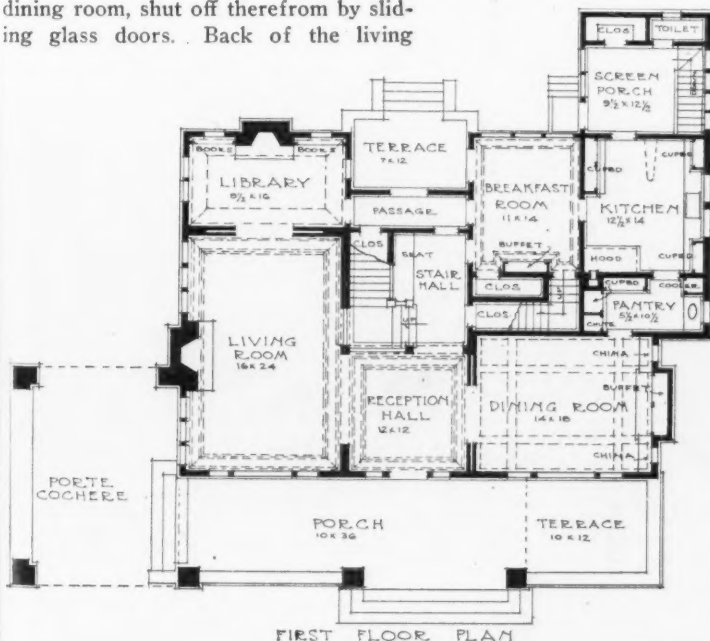 dining room, shut off therefrom by slid-
ing glass doors. Back of the living
CLOS
TOILET
SCREEN
PORCH
9½ x 12½
DOWN
TERRACE
7 x 12
BOOKS
BOOKS
LIBRARY
8½ x 16
PASSAGE
BREAKFAST
ROOM
11 x 14
BUFFET
CUPBD
CUPBD
KITCHEN
12½ x 14
HOOD
CUPBD
CLOS
SEAT
STAIR
HALL
UP
CLOS
CLOS
UP
CUPBD
COOLER
PANTRY
5½ x 10½
CHUTE
LIVING
ROOM
16 x 24
RECEPTION
HALL
12 x 12
CHINA
BUFFET
DINING ROOM
14 x 18
CHINA
PORTE
COCHERE
PORCH
10 x 36
TERRACE
10 x 12
FIRST FLOOR PLAN